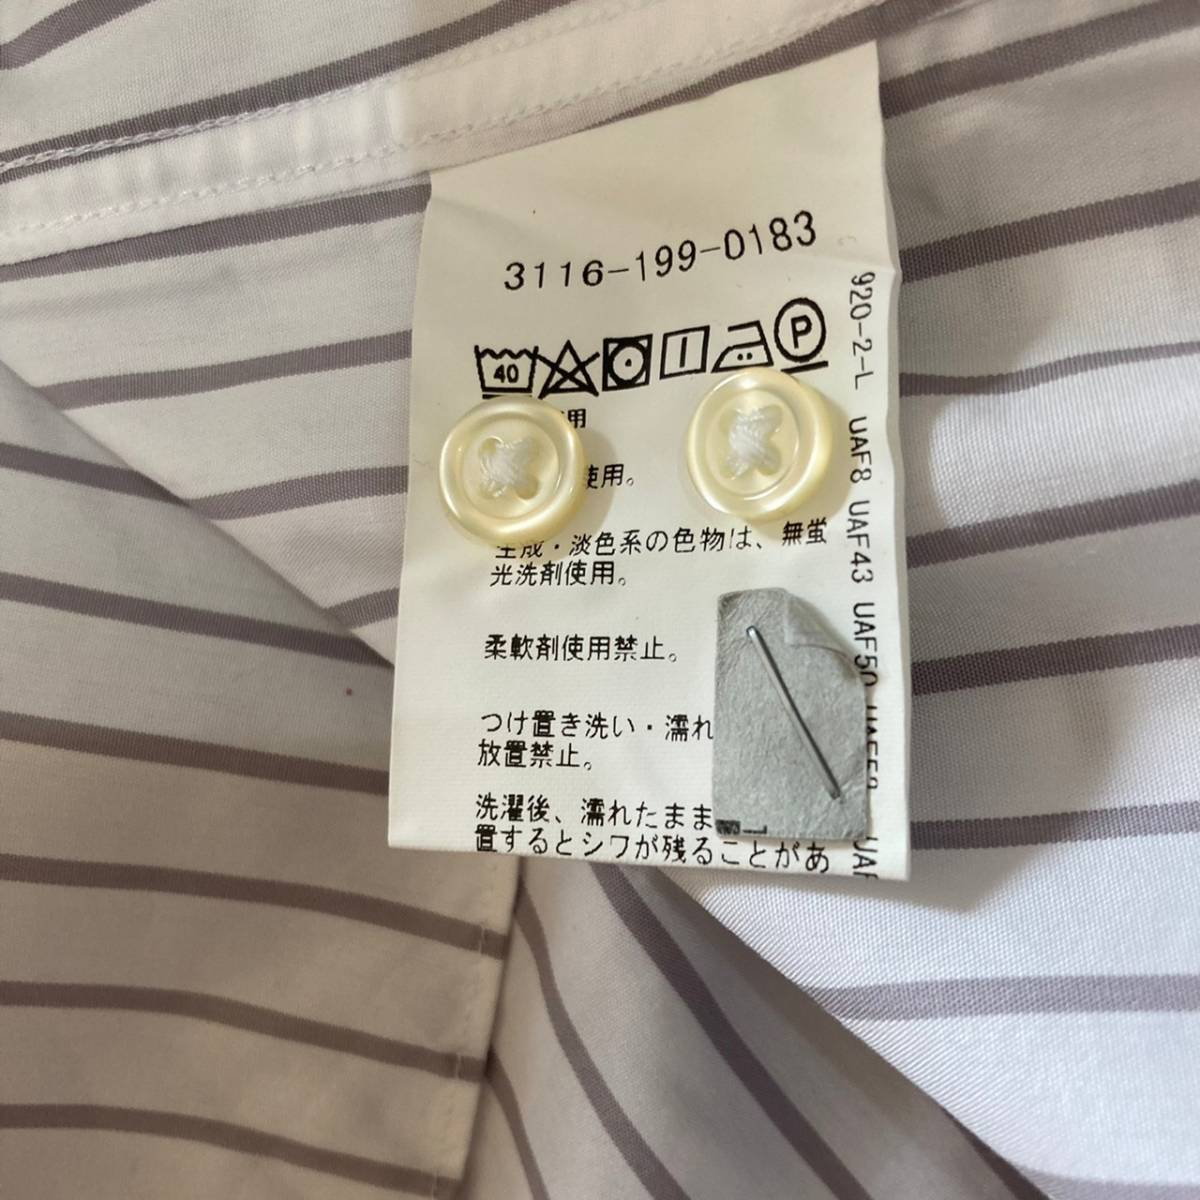 3116-199-0183
40 P
用
使用。
生成・淡色系の色物は、無蛍
光洗剤使用。
柔軟剤使用禁止。
つけ置き洗い・濡れ
放置禁止。
洗濯後、濡れたまま
置するとシワが残ることがあ
920-2-L UAF8 UAF43 UAF50